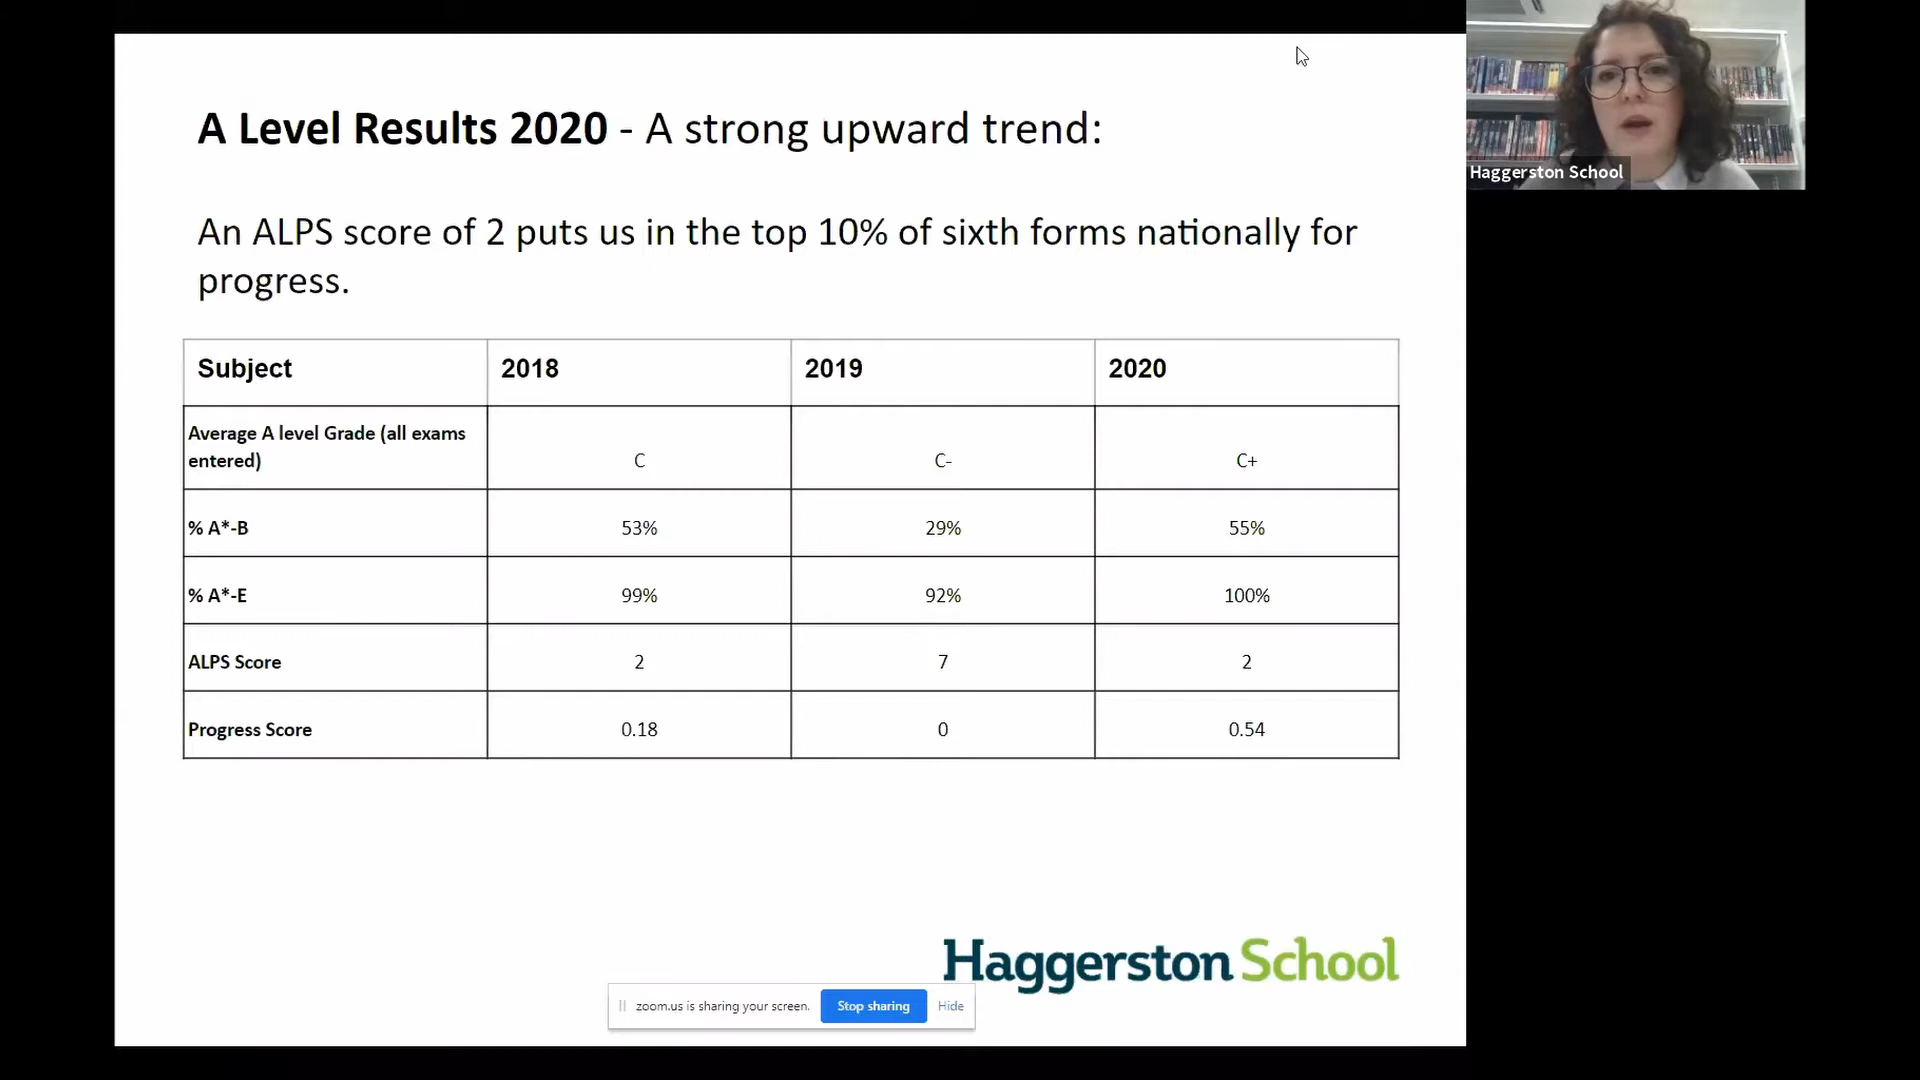 A Level Results 2020 - A strong upward trend:
An ALPS score of 2 puts us in the top 10% of sixth forms nationally for
progress.
Subject 2018 2019 2020
Average A level Grade (all exams
entered) C C- C+
% A*-B 53% 29% 55%
% A*-E 99% 92% 100%
ALPS Score 2 7 2
Progress Score 0.18 0 0.54
Haggerston School
zoom.us is sharing your screen. Stop sharing Hide
Haggerston School